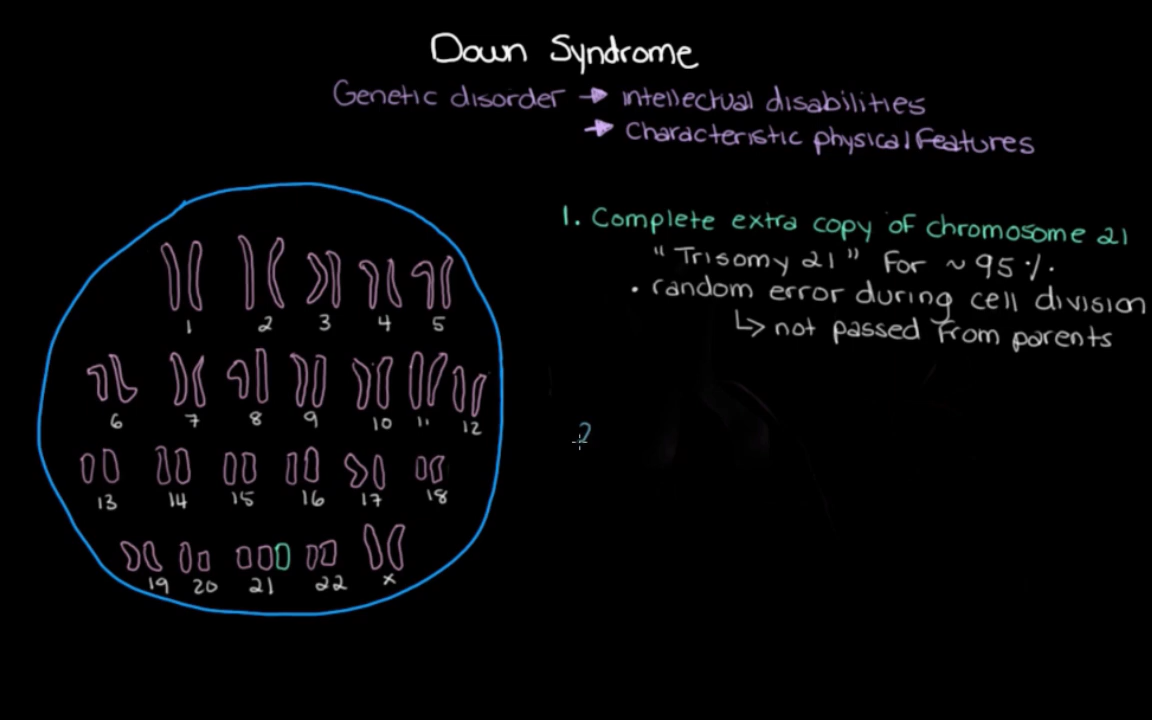 Down Syndrome
Genetic disorder → intellectual disabilities
→ Characteristic physical features
1. Complete extra copy of chromosome 21
"Trisomy 21" for ~95%.
• random error during cell division
↳ not passed from parents
2
1 2 3 4 5
6 7 8 9 10 11 12
13 14 15 16 17 18
19 20 21 22 x